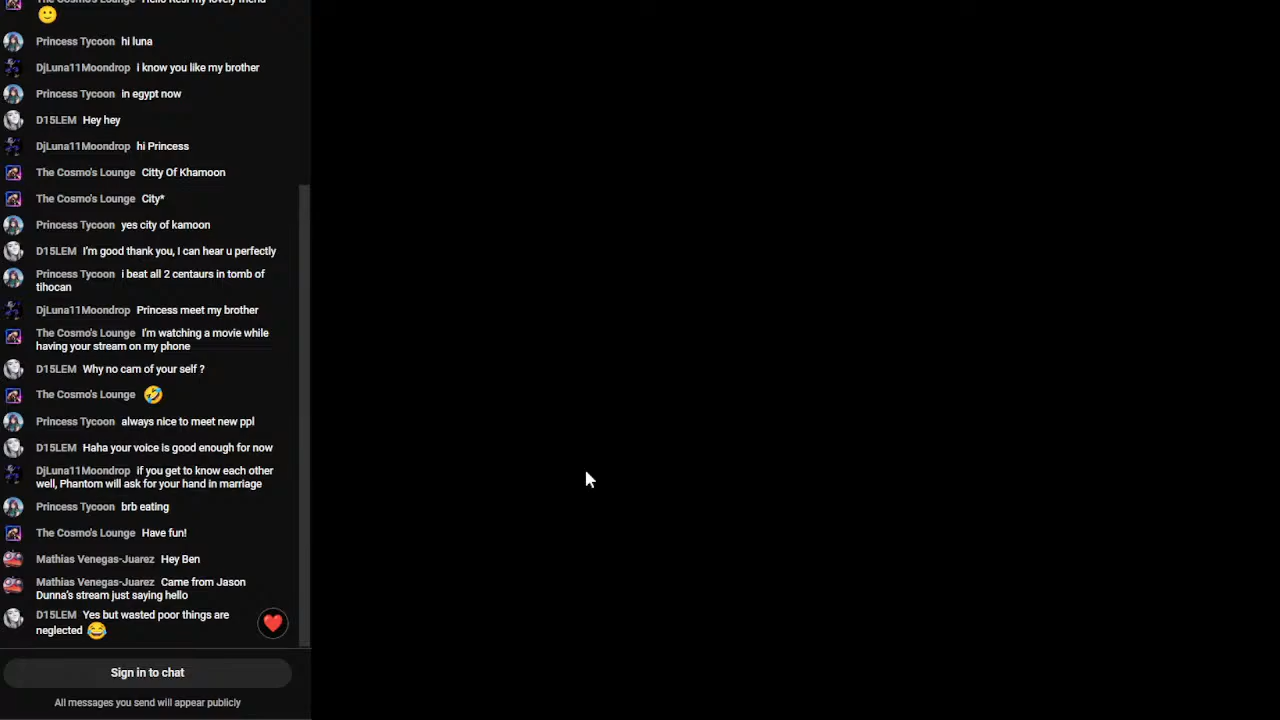 The Cosmo's Lounge Hello Resi my lovely friend
🙂
Princess Tycoon hi luna
DjLuna11Moondrop i know you like my brother
Princess Tycoon in egypt now
D15LEM Hey hey
DjLuna11Moondrop hi Princess
The Cosmo's Lounge Citty Of Khamoon
The Cosmo's Lounge City*
Princess Tycoon yes city of kamoon
D15LEM I'm good thank you, I can hear u perfectly
Princess Tycoon i beat all 2 centaurs in tomb of
tihocan
DjLuna11Moondrop Princess meet my brother
The Cosmo's Lounge I'm watching a movie while
having your stream on my phone
D15LEM Why no cam of your self ?
The Cosmo's Lounge 🤣
Princess Tycoon always nice to meet new ppl
D15LEM Haha your voice is good enough for now
DjLuna11Moondrop if you get to know each other
well, Phantom will ask for your hand in marriage
Princess Tycoon brb eating
The Cosmo's Lounge Have fun!
Mathias Venegas-Juarez Hey Ben
Mathias Venegas-Juarez Came from Jason
Dunna's stream just saying hello
D15LEM Yes but wasted poor things are
neglected 😂
Sign in to chat
All messages you send will appear publicly